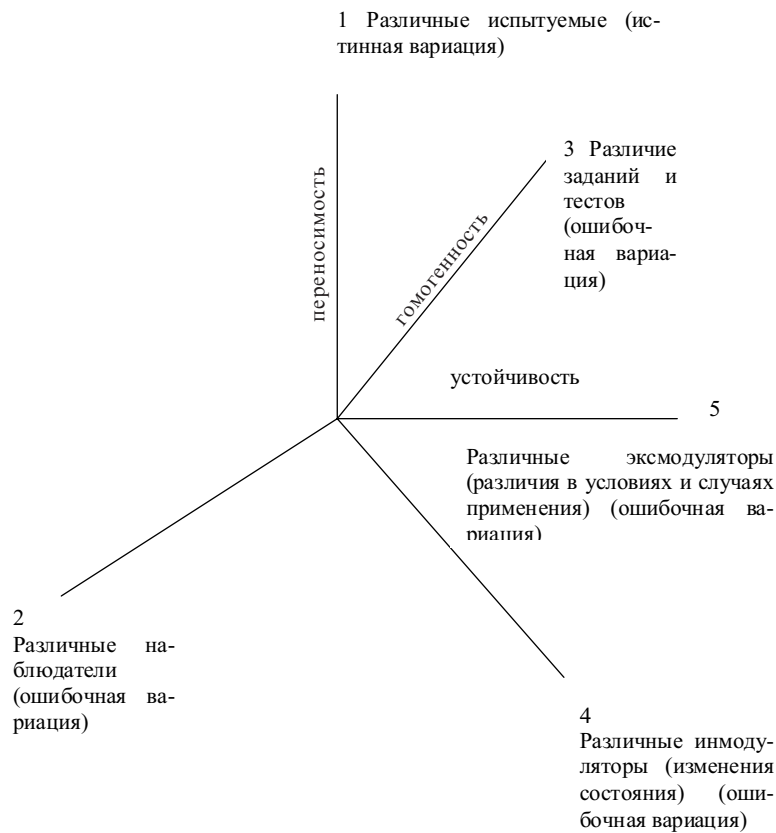 1 Различные испытуемые (ис-
тинная вариация)
переносимость
гомогенность
3 Различие
заданий и
тестов
(ошибоч-
ная вариа-
ция)
устойчивость
5
Различные эксмодуляторы
(различия в условиях и случаях
применения) (ошибочная ва-
риация)
2
Различные на-
блюдатели
(ошибочная ва-
риация)
4
Различные инмоду-
ляторы (изменения
состояния) (оши-
бочная вариация)